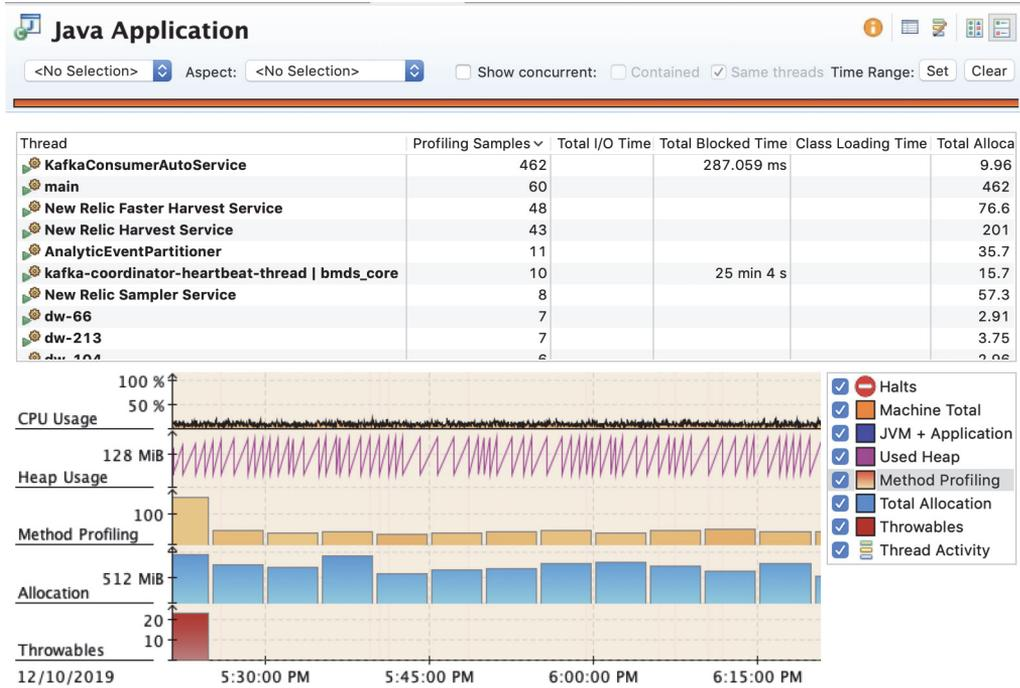 Java Application
<No Selection> Aspect: <No Selection> Show concurrent: Contained Same threads Time Range: Set Clear
Thread Profiling Samples Total I/O Time Total Blocked Time Class Loading Time Total Alloca
KafkaConsumerAutoService 462 287.059 ms 9.96
main 60 462
New Relic Faster Harvest Service 48 76.6
New Relic Harvest Service 43 201
AnalyticEventPartitioner 11 35.7
kafka-coordinator-heartbeat-thread | bmds_core 10 25 min 4 s 15.7
New Relic Sampler Service 8 57.3
dw-66 7 2.91
dw-213 7 3.75
dw-104 6 2.96
100 %
50 %
CPU Usage
128 MiB
Heap Usage
100
Method Profiling
512 MiB
Allocation
20
10
Throwables
12/10/2019 5:30:00 PM 5:45:00 PM 6:00:00 PM 6:15:00 PM
Halts
Machine Total
JVM + Application
Used Heap
Method Profiling
Total Allocation
Throwables
Thread Activity